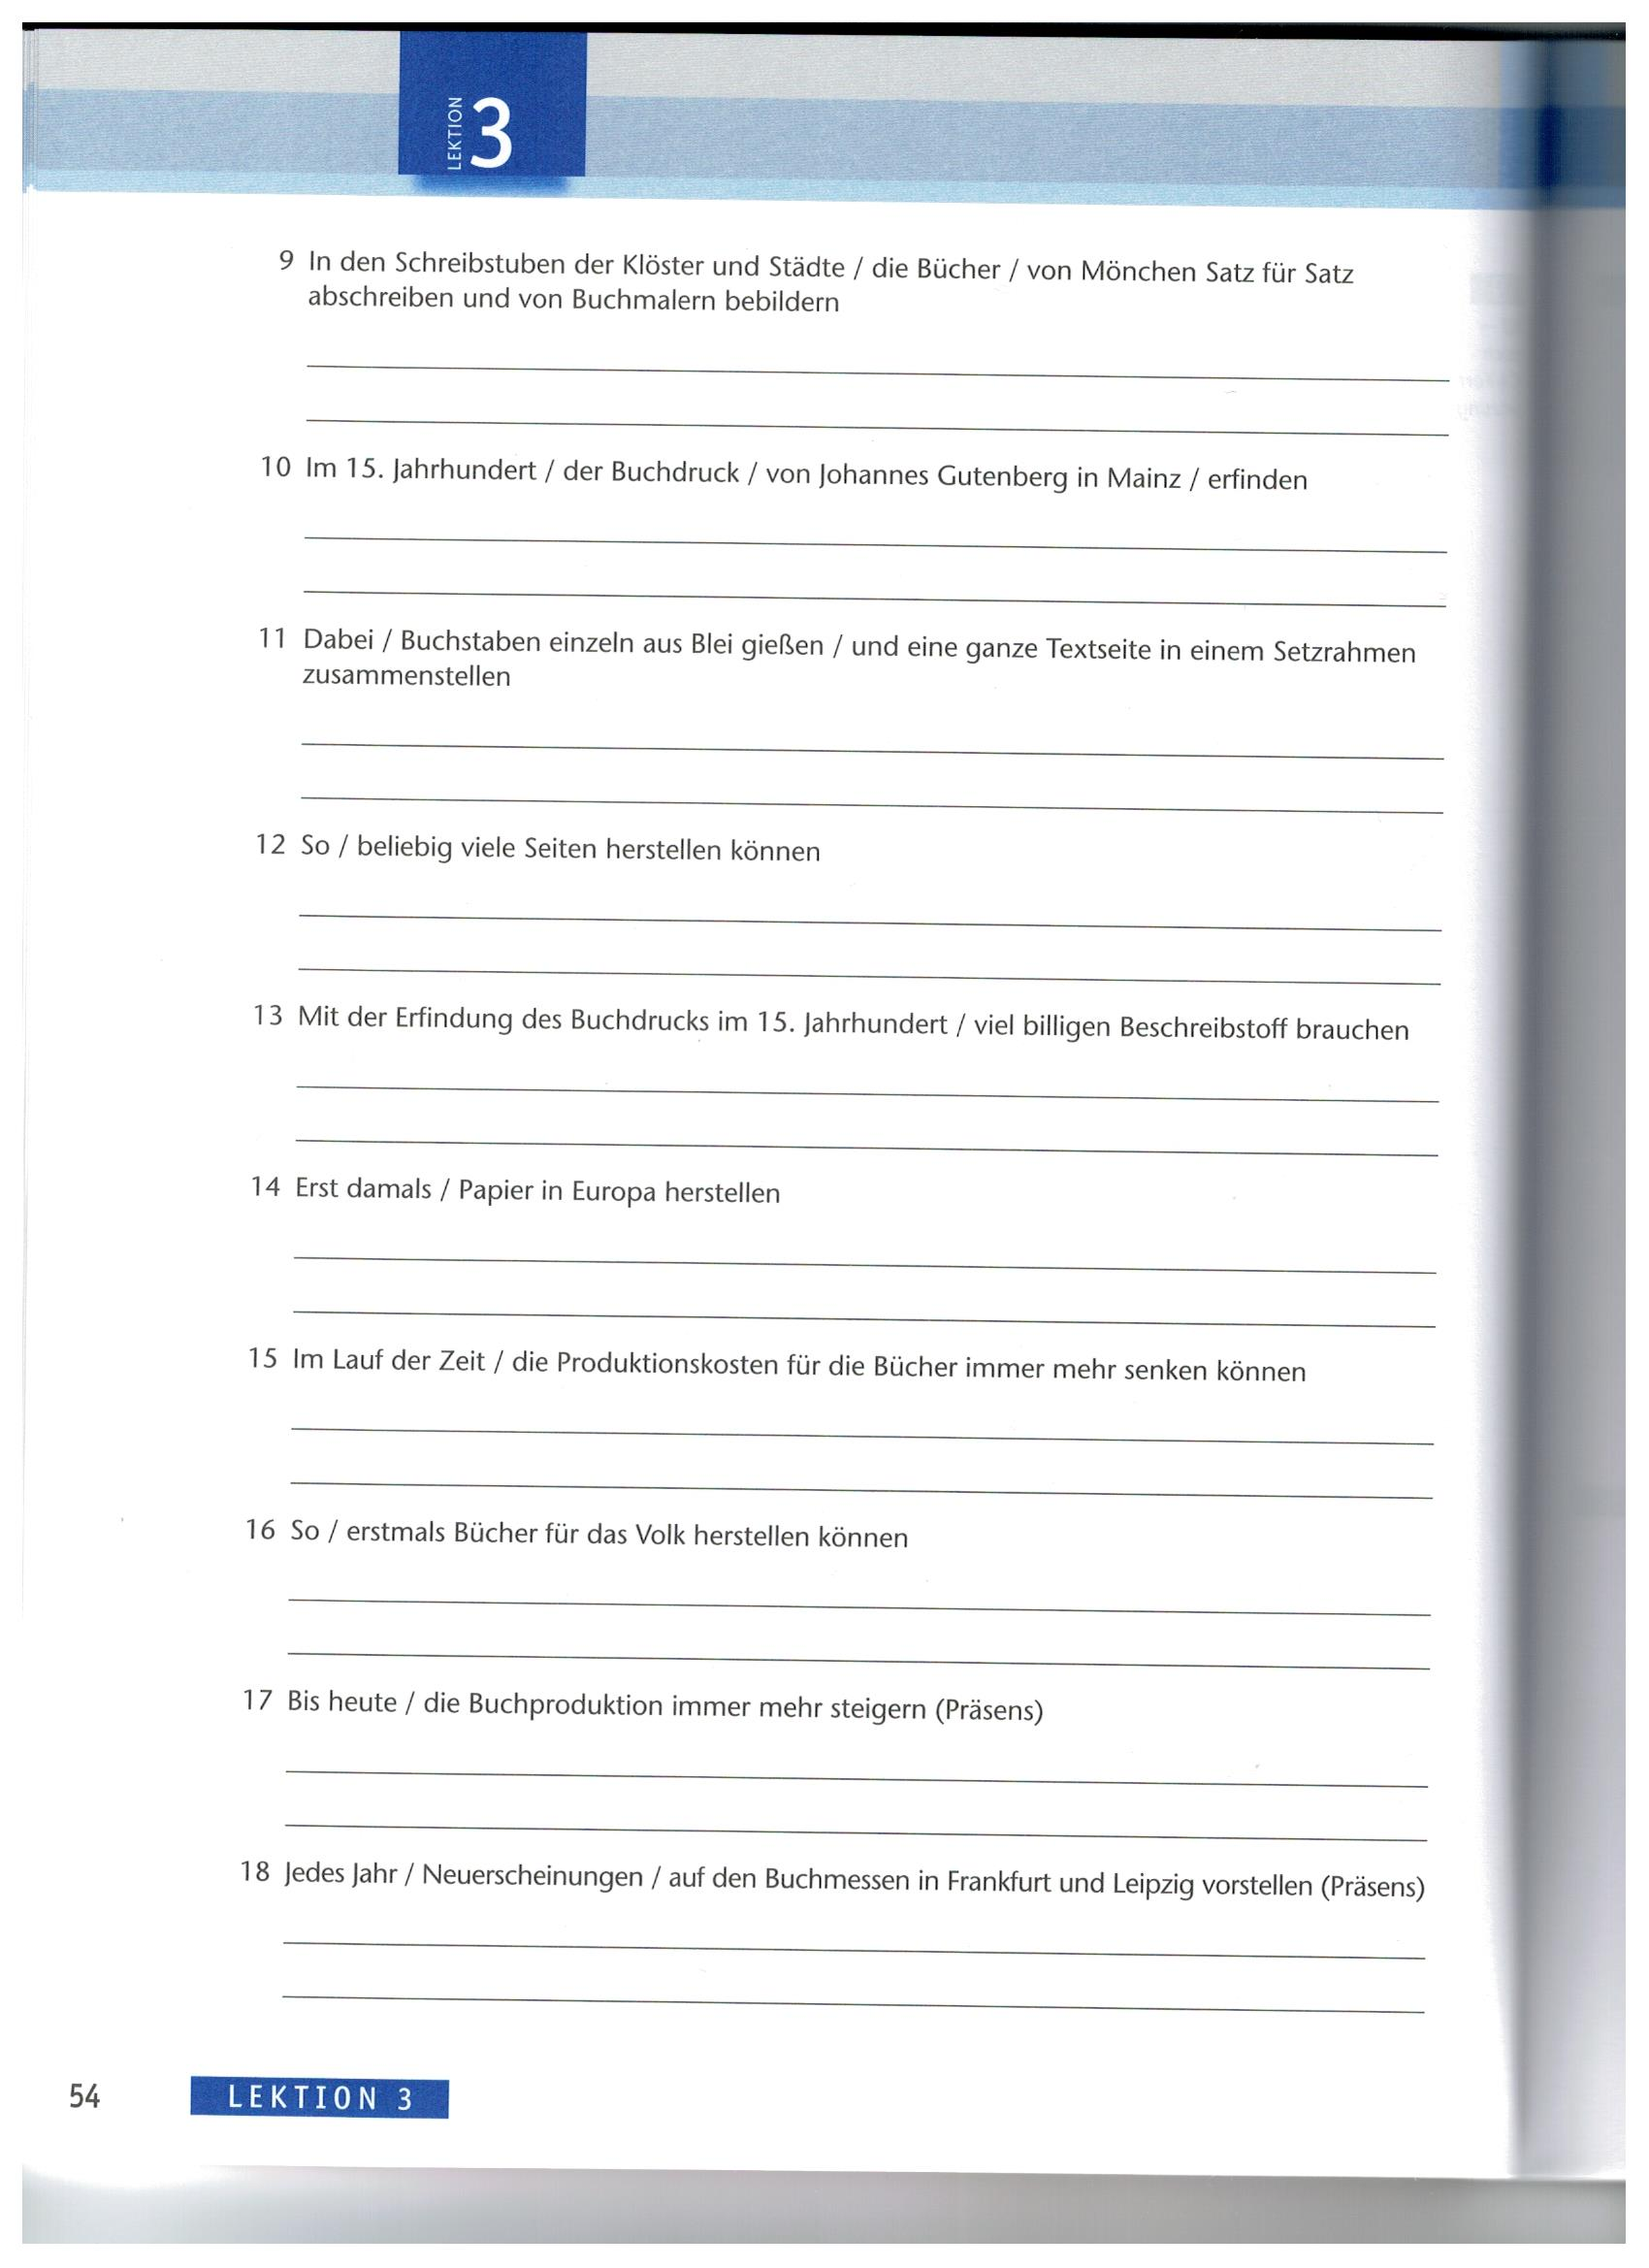 LEKTION 3
9 In den Schreibstuben der Klöster und Städte / die Bücher / von Mönchen Satz für Satz
abschreiben und von Buchmalern bebildern
10 Im 15. Jahrhundert / der Buchdruck / von Johannes Gutenberg in Mainz / erfinden
11 Dabei / Buchstaben einzeln aus Blei gießen / und eine ganze Textseite in einem Setzrahmen
zusammenstellen
12 So / beliebig viele Seiten herstellen können
13 Mit der Erfindung des Buchdrucks im 15. Jahrhundert / viel billigen Beschreibstoff brauchen
14 Erst damals / Papier in Europa herstellen
15 Im Lauf der Zeit / die Produktionskosten für die Bücher immer mehr senken können
16 So / erstmals Bücher für das Volk herstellen können
17 Bis heute / die Buchproduktion immer mehr steigern (Präsens)
18 Jedes Jahr / Neuerscheinungen / auf den Buchmessen in Frankfurt und Leipzig vorstellen (Präsens)
54 LEKTION 3